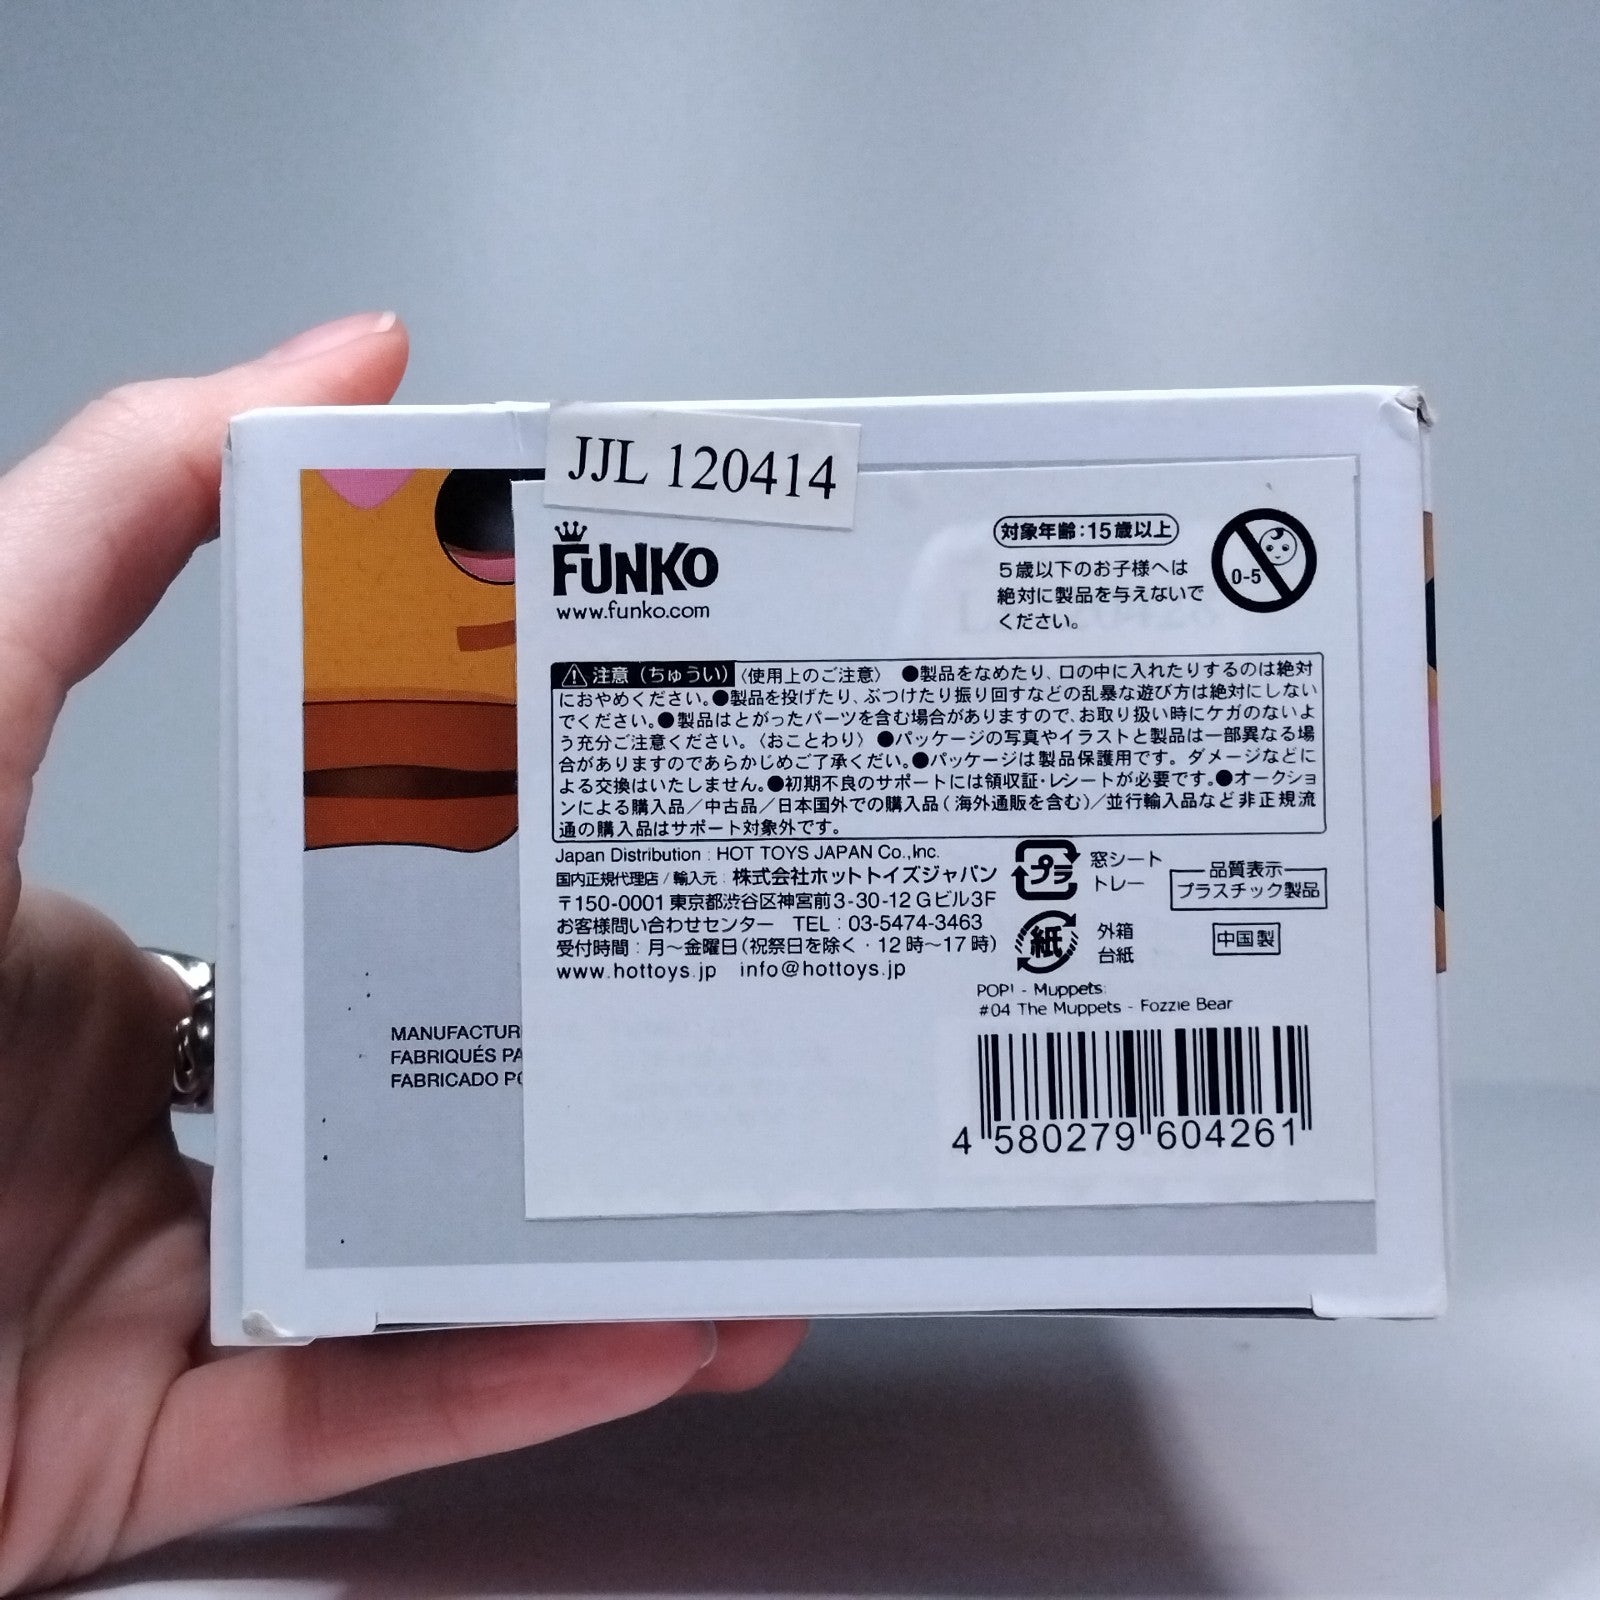 JJL 120414
FUNKO
www.funko.com
対象年齢:15歳以上
5歳以下のお子様へは
絶対に製品を与えないで
ください。
0-5
注意(ちゅうい)〈使用上のご注意〉 ●製品をなめたり、口の中に入れたりするのは絶対
におやめください。●製品を投げたり、ぶつけたり振り回すなどの乱暴な遊び方は絶対にしない
でください。●製品はとがったパーツを含む場合がありますので、お取り扱い時にケガのないよ
う充分ご注意ください。〈おことわり〉 ●パッケージの写真やイラストと製品は一部異なる場
合がありますのであらかじめご了承ください。●パッケージは製品保護用です。ダメージなどに
よる交換はいたしません。●初期不良のサポートには領収証・レシートが必要です。●オークショ
ンによる購入品/中古品/日本国外での購入品(海外通販を含む)/並行輸入品など非正規流
通の購入品はサポート対象外です。
Japan Distribution : HOT TOYS JAPAN Co.,Inc.
国内正規代理店/輸入元:株式会社ホットトイズジャパン
〒150-0001東京都渋谷区神宮前3-30-12 Gビル3F
お客様問い合わせセンター TEL:03-5474-3463
受付時間:月〜金曜日(祝祭日を除く・12時〜17時)
www.hottoys.jp info@hottoys.jp
プラ
窓シート
トレー
紙
外箱
台紙
品質表示
プラスチック製品
中国製
POP! - Muppets
#04 The Muppets - Fozzie Bear
4 580279 604261
MANUFACTUR
FABRIQUÉS PA
FABRICADO PO